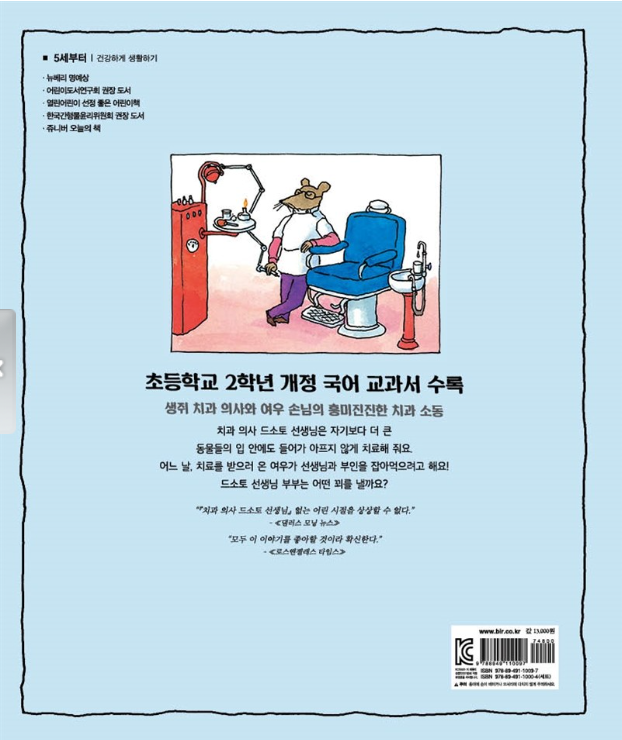 ■ 5세부터 | 건강하게 생활하기
· 뉴베리 명예상
· 어린이도서연구회 권장 도서
· 열린어린이 선정 좋은 어린이책
· 한국간행물윤리위원회 권장 도서
· 쥬니버 오늘의 책
초등학교 2학년 개정 국어 교과서 수록
생쥐 치과 의사와 여우 손님의 흥미진진한 치과 소동
치과 의사 드소토 선생님은 자기보다 더 큰
동물들의 입 안에도 들어가 아프지 않게 치료해 줘요.
어느 날, 치료를 받으러 온 여우가 선생님과 부인을 잡아먹으려고 해요!
드소토 선생님 부부는 어떤 꾀를 낼까요?
"『치과 의사 드소토 선생님』 없는 어린 시절을 상상할 수 없다."
- ≪댈러스 모닝 뉴스≫
"모두 이 이야기를 좋아할 것이라 확신한다."
- ≪로스앤젤레스 타임스≫
www.bir.co.kr 값 13,000원
74800
9 788949 110097
ISBN 978-89-491-1009-7
ISBN 978-89-491-1000-4(세트)